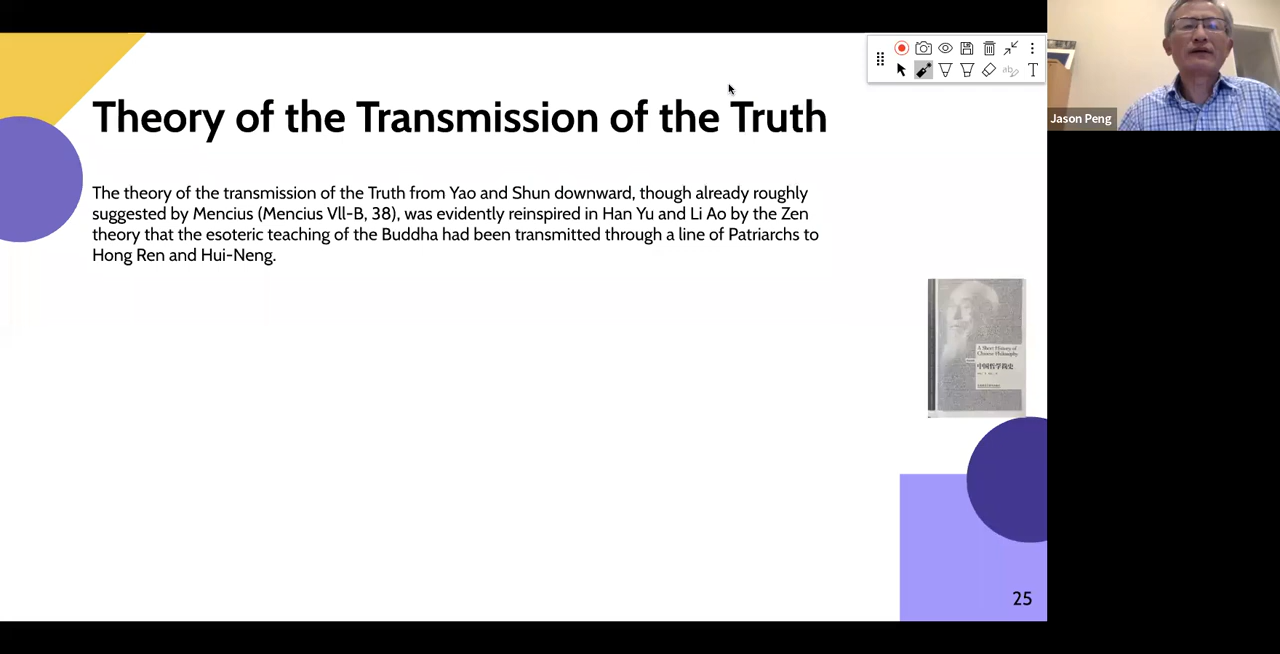 Theory of the Transmission of the Truth
The theory of the transmission of the Truth from Yao and Shun downward, though already roughly
suggested by Mencius (Mencius Vll-B, 38), was evidently reinspired in Han Yu and Li Ao by the Zen
theory that the esoteric teaching of the Buddha had been transmitted through a line of Patriarchs to
Hong Ren and Hui-Neng.
A Short History of
Chinese Philosophy
中国哲学简史
25
ab
T
Jason Peng